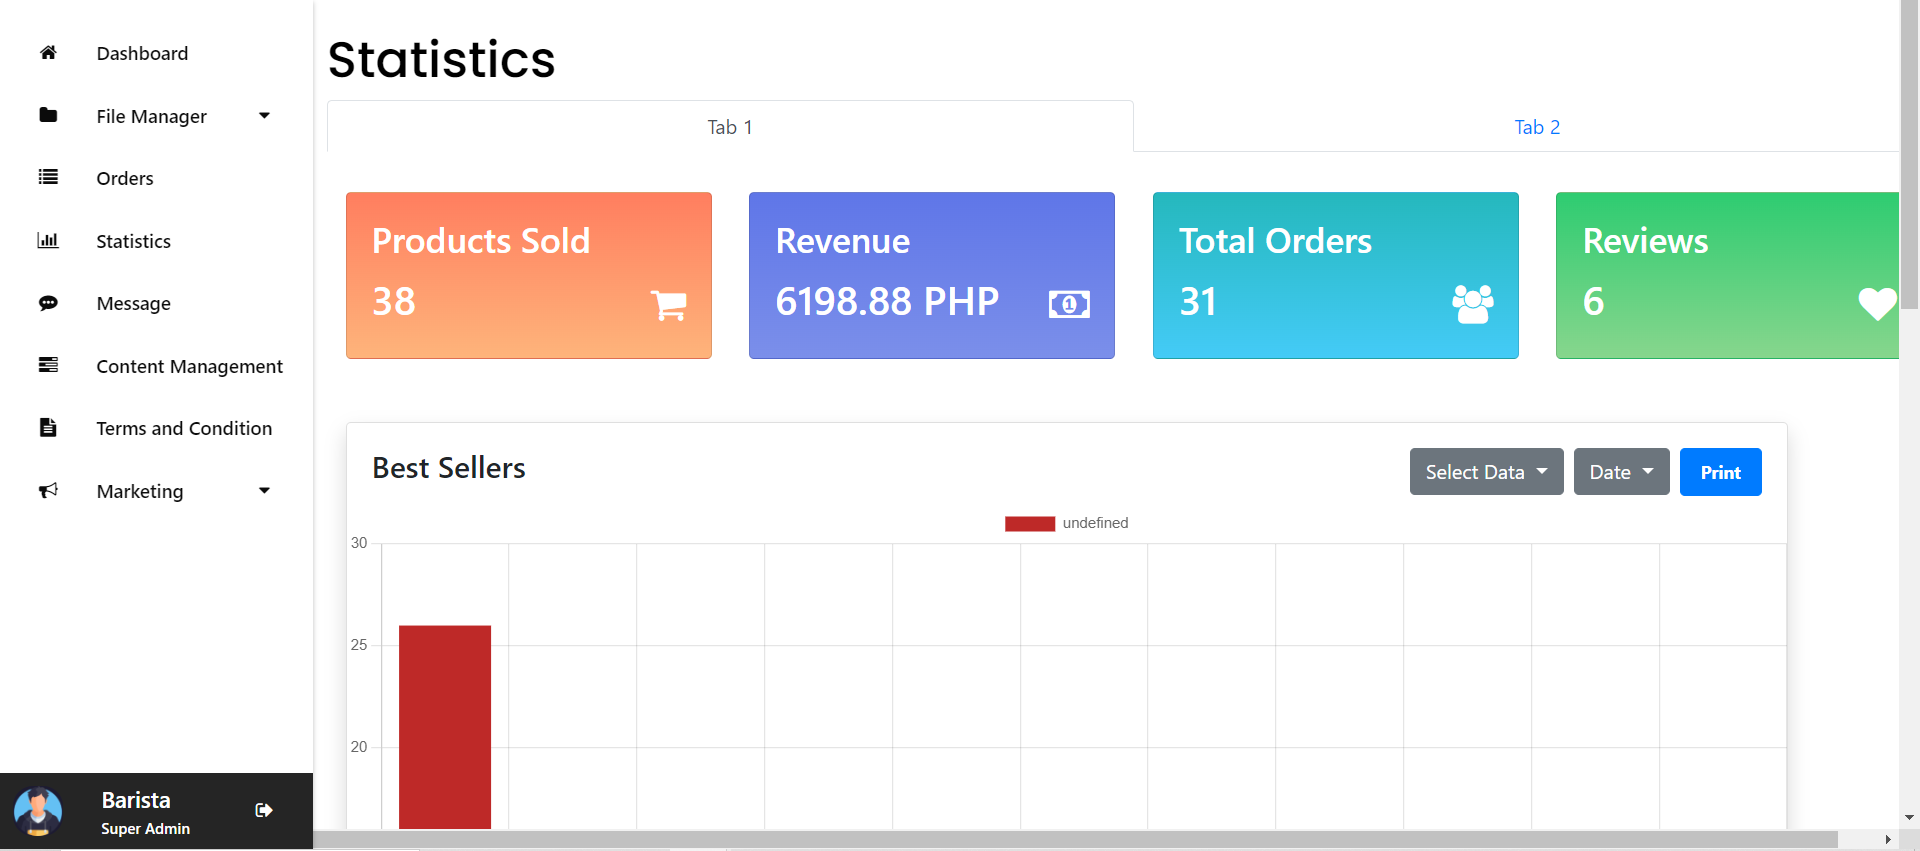 Dashboard
File Manager
Orders
Statistics
Message
Content Management
Terms and Condition
Marketing
Barista
Super Admin
Statistics
Tab 1
Tab 2
Products Sold
38
Revenue
6198.88 PHP
1
Total Orders
31
Reviews
6
Best Sellers
Select Data
Date
Print
undefined
30
25
20